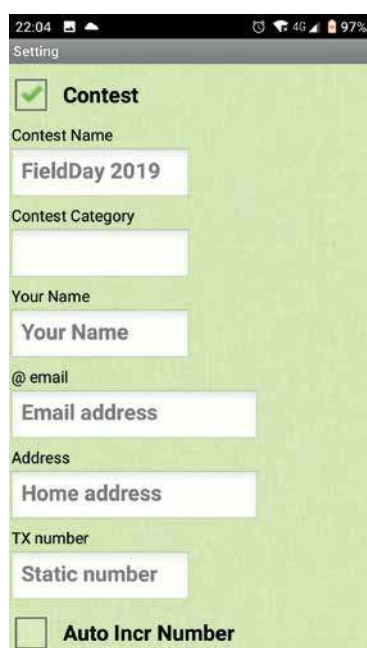 22:04 4G 97%
Setting
Contest
Contest Name
FieldDay 2019
Contest Category
Your Name
Your Name
@ email
Email address
Address
Home address
TX number
Static number
Auto Incr Number